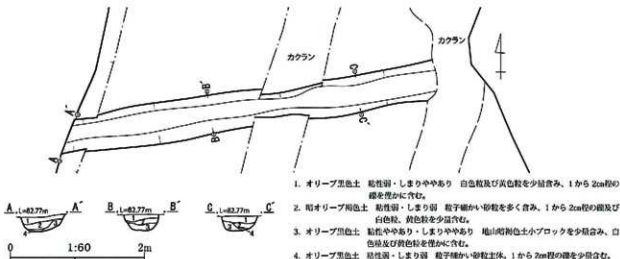 カクラン
カクラン
A´
B´
C
A
B
C´
A L=82.77m A´
B L=82.77m B´
C L=82.77m C´
0 1:60 2m
1. オリーブ黒色土 粘性弱・しまりややあり 白色粒及び黄色粒を少量含み、1から2cm程の
礫を僅かに含む。
2. 暗オリーブ褐色土 粘性弱・しまり弱 粒子細かい砂粒を多く含み、1から2cm程の礫及び
白色粒、黄色粒を少量含む。
3. オリーブ黒色土 粘性ややあり・しまりややあり 地山暗褐色土小ブロックを少量含み、白
色粒及び黄色粒を僅かに含む。
4. オリーブ黒色土 粘性弱・しまり弱 粒子細かい砂粒主体。1から2cm程の礫を少量含む。